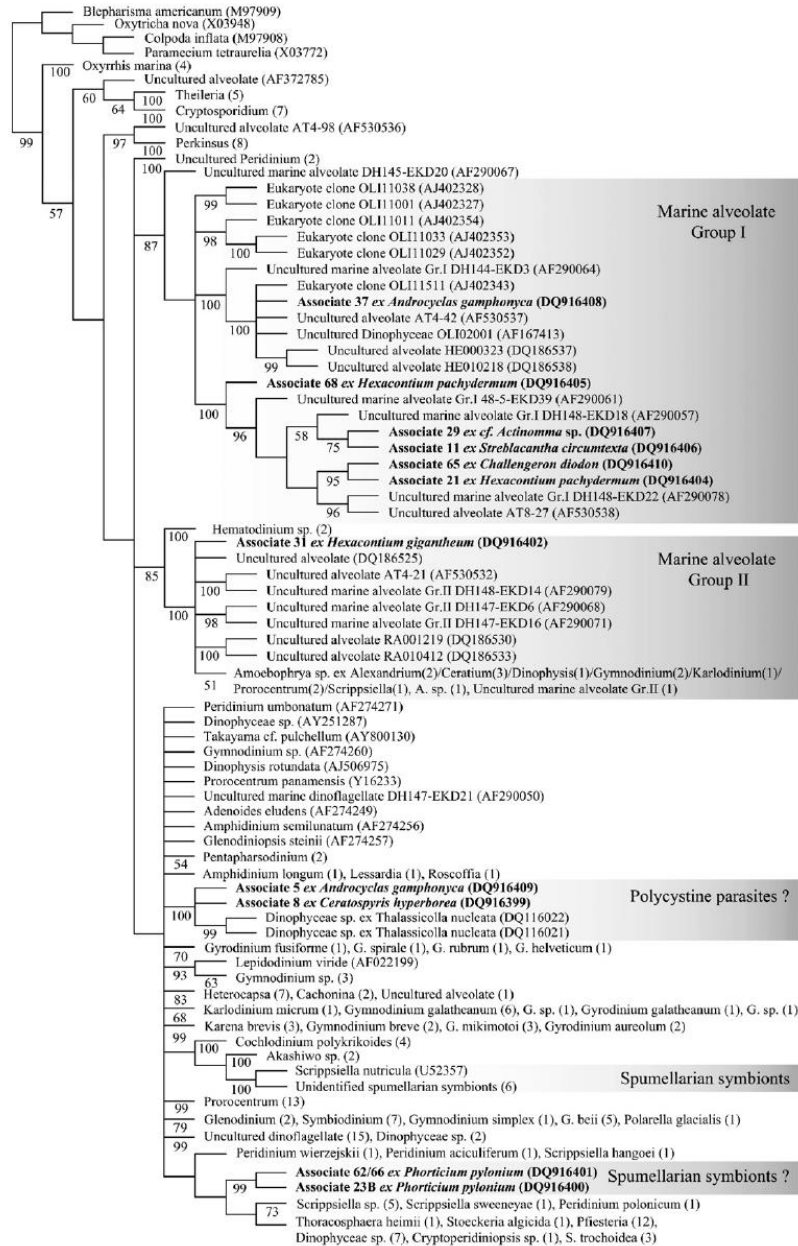 Blepharisma americanum (M97909)
Oxytricha nova (X03948)
Colpoda inflata (M97908)
Paramecium tetraurelia (X03772)
Oxyrrhis marina (4)
100
Uncultured alveolate (AF372785)
60
Theileria (5)
64
100
Cryptosporidium (7)
100
Uncultured alveolate AT4-98 (AF530536)
99
97
Perkinsus (8)
100
Uncultured Peridinium (2)
100
Uncultured marine alveolate DH145-EKD20 (AF290067)
57
Eukaryote clone OLI11038 (AJ402328)
99
Eukaryote clone OLI11001 (AJ402327)
Marine alveolate
Group I
Eukaryote clone OLI11011 (AJ402354)
87
98
Eukaryote clone OLI11033 (AJ402353)
100
Eukaryote clone OLI11029 (AJ402352)
Uncultured marine alveolate Gr.I DH144-EKD3 (AF290064)
Eukaryote clone OLI11511 (AJ402343)
100
Associate 37 ex Androcyclas gamphonyca (DQ916408)
100
Uncultured alveolate AT4-42 (AF530537)
Uncultured Dinophyceae OLI02001 (AF167413)
Uncultured alveolate HE000323 (DQ186537)
99
Uncultured alveolate HE010218 (DQ186538)
Associate 68 ex Hexacontium pachydermum (DQ916405)
100
Uncultured marine alveolate Gr.I 48-5-EKD39 (AF290061)
Uncultured marine alveolate Gr.I DH148-EKD18 (AF290057)
96
58
Associate 29 ex cf. Actinomma sp. (DQ916407)
75
Associate 11 ex Streblacantha circumtexta (DQ916406)
Associate 65 ex Challengeron diodon (DQ916410)
95
Associate 21 ex Hexacontium pachydermum (DQ916404)
Uncultured marine alveolate Gr.I DH148-EKD22 (AF290078)
96
Uncultured alveolate AT8-27 (AF530538)
Hematodinium sp. (2)
100
Associate 31 ex Hexacontium gigantheum (DQ916402)
Uncultured alveolate (DQ186525)
Marine alveolate
Group II
85
Uncultured alveolate AT4-21 (AF530532)
100
Uncultured marine alveolate Gr.II DH148-EKD14 (AF290079)
Uncultured marine alveolate Gr.II DH147-EKD6 (AF290068)
100
98
Uncultured marine alveolate Gr.II DH147-EKD16 (AF290071)
Uncultured alveolate RA001219 (DQ186530)
100
Uncultured alveolate RA010412 (DQ186533)
Amoebophrya sp. ex Alexandrium(2)/Ceratium(3)/Dinophysis(1)/Gymnodinium(2)/Karlodinium(1)/
51
Prorocentrum(2)/Scrippsiella(1), A. sp. (1), Uncultured marine alveolate Gr.II (1)
Peridinium umbonatum (AF274271)
Dinophyceae sp. (AY251287)
Takayama cf. pulchellum (AY800130)
Gymnodinium sp. (AF274260)
Dinophysis rotundata (AJ506975)
Prorocentrum panamensis (Y16233)
Uncultured marine dinoflagellate DH147-EKD21 (AF290050)
Adenoides eludens (AF274249)
Amphidinium semilunatum (AF274256)
Glenodiniopsis steinii (AF274257)
Pentapharsodinium (2)
54
Amphidinium longum (1), Lessardia (1), Roscoffia (1)
Associate 5 ex Androcyclas gamphonyca (DQ916409)
Polycystine parasites ?
Associate 8 ex Ceratospyris hyperborea (DQ916399)
100
Dinophyceae sp. ex Thalassicolla nucleata (DQ116022)
99
Dinophyceae sp. ex Thalassicolla nucleata (DQ116021)
Gyrodinium fusiforme (1), G. spirale (1), G. rubrum (1), G. helveticum (1)
70
Lepidodinium viride (AF022199)
93
63
Gymnodinium sp. (3)
Heterocapsa (7), Cachonina (2), Uncultured alveolate (1)
83
Karlodinium micrum (1), Gymnodinium galatheanum (6), G. sp. (1), Gyrodinium galatheanum (1), G. sp. (1)
68
Karena brevis (3), Gymnodinium breve (2), G. mikimotoi (3), Gyrodinium aureolum (2)
99
Cochlodinium polykrikoides (4)
100
Akashiwo sp. (2)
100
Scrippsiella nutricula (U52357)
Spumellarian symbionts
100
Unidentified spumellarian symbionts (6)
Prorocentrum (13)
99
Glenodinium (2), Symbiodinium (7), Gymnodinium simplex (1), G. beii (5), Polarella glacialis (1)
79
Uncultured dinoflagellate (15), Dinophyceae sp. (2)
99
Peridinium wierzejskii (1), Peridinium aciculiferum (1), Scrippsiella hangoei (1)
Associate 62/66 ex Phorticium pylonium (DQ916401)
Spumellarian symbionts ?
99
Associate 23B ex Phorticium pylonium (DQ916400)
Scrippsiella sp. (5), Scrippsiella sweeneyae (1), Peridinium polonicum (1)
73
Thoracosphaera heimii (1), Stoeckeria algicida (1), Pfiesteria (12),
Dinophyceae sp. (7), Cryptoperidiniopsis sp. (1), S. trochoidea (3)